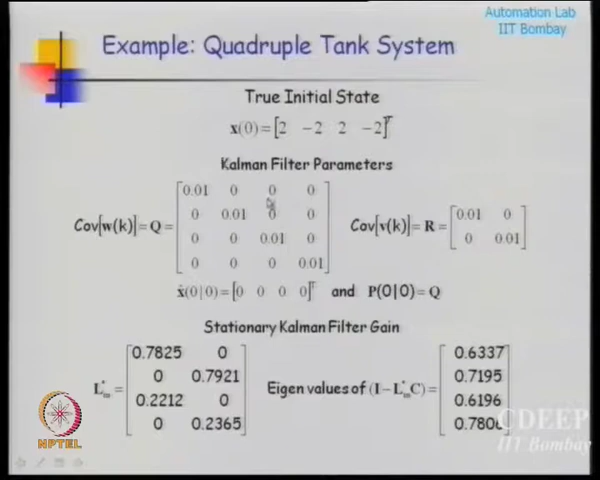 Automation Lab
IIT Bombay
Example: Quadruple Tank System
True Initial State
x(0) = [2 -2 2 -2]^T
Kalman Filter Parameters
Cov[w(k)] = Q = [0.01 0 0 0
0 0.01 0 0
0 0 0.01 0
0 0 0 0.01]
Cov[v(k)] = R = [0.01 0
0 0.01]
x̂(0|0) = [0 0 0 0]^T and P(0|0) = Q
Stationary Kalman Filter Gain
L*∞ = [0.7825 0
0 0.7921
0.2212 0
0 0.2365]
Eigen values of (I - L*∞C) = [0.6337
0.7195
0.6196
0.780]
NPTEL
CDEEP
IIT Bombay